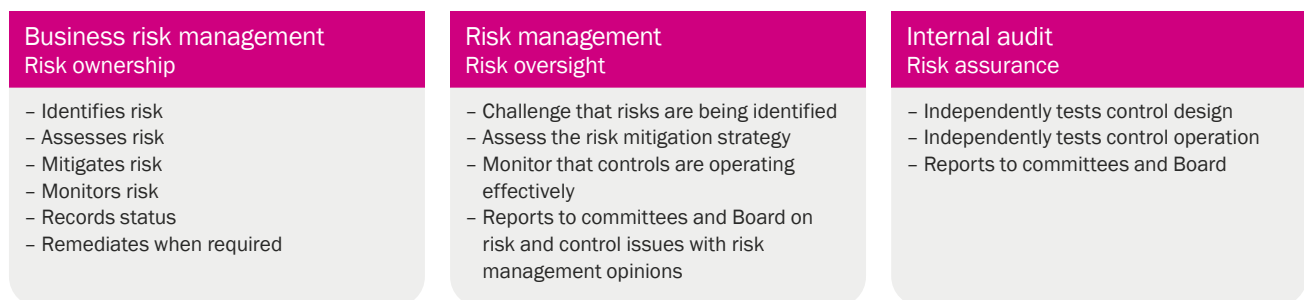 Business risk management
Risk ownership
– Identifies risk
– Assesses risk
– Mitigates risk
– Monitors risk
– Records status
– Remediates when required
Risk management
Risk oversight
– Challenge that risks are being identified
– Assess the risk mitigation strategy
– Monitor that controls are operating
effectively
– Reports to committees and Board on
risk and control issues with risk
management opinions
Internal audit
Risk assurance
– Independently tests control design
– Independently tests control operation
– Reports to committees and Board